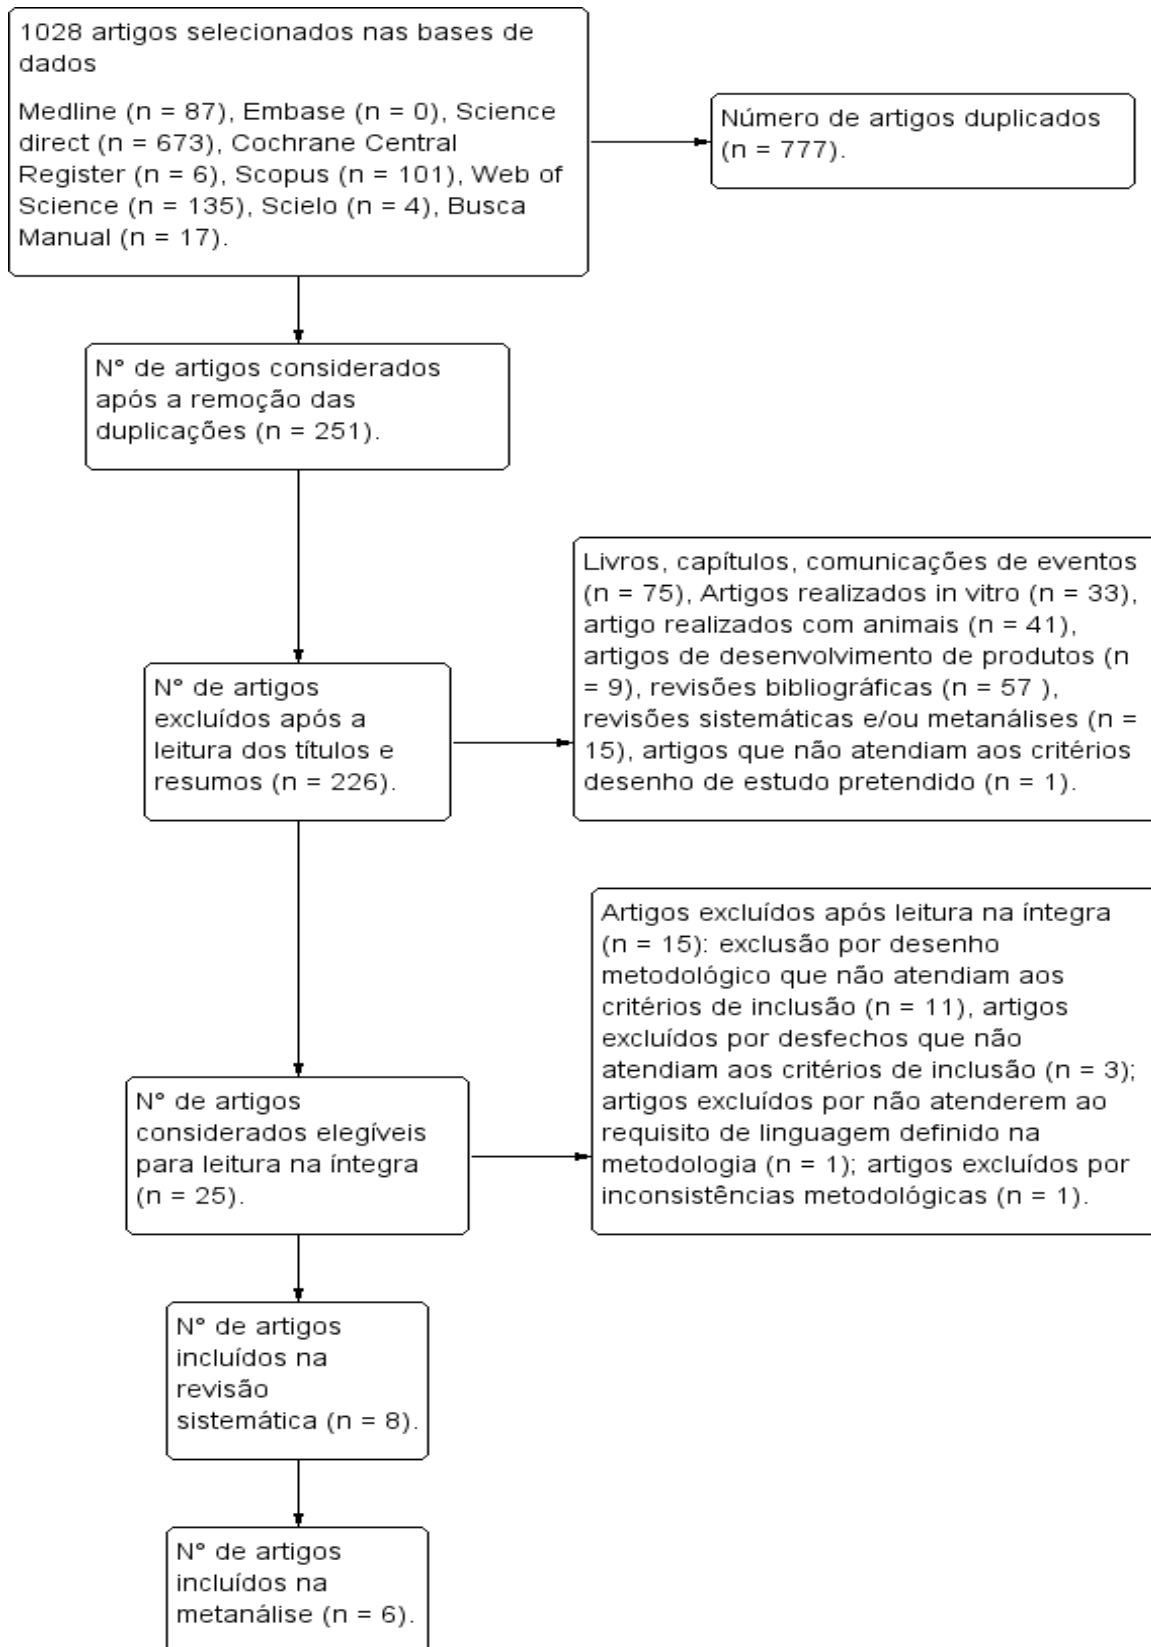 1028 artigos selecionados nas bases de
dados
Medline (n = 87), Embase (n = 0), Science
direct (n = 673), Cochrane Central
Register (n = 6), Scopus (n = 101), Web of
Science (n = 135), Scielo (n = 4), Busca
Manual (n = 17).
Número de artigos duplicados
(n = 777).
N° de artigos considerados
após a remoção das
duplicações (n = 251).
Livros, capítulos, comunicações de eventos
(n = 75), Artigos realizados in vitro (n = 33),
artigo realizados com animais (n = 41),
artigos de desenvolvimento de produtos (n
= 9), revisões bibliográficas (n = 57 ),
revisões sistemáticas e/ou metanálises (n =
15), artigos que não atendiam aos critérios
desenho de estudo pretendido (n = 1).
N° de artigos
excluídos após a
leitura dos títulos e
resumos (n = 226).
Artigos excluídos após leitura na íntegra
(n = 15): exclusão por desenho
metodológico que não atendiam aos
critérios de inclusão (n = 11), artigos
excluídos por desfechos que não
atendiam aos critérios de inclusão (n = 3);
artigos excluídos por não atenderem ao
requisito de linguagem definido na
metodologia (n = 1); artigos excluídos por
inconsistências metodológicas (n = 1).
N° de artigos
considerados elegíveis
para leitura na íntegra
(n = 25).
N° de artigos
incluídos na
revisão
sistemática (n = 8).
N° de artigos
incluídos na
metanálise (n = 6).